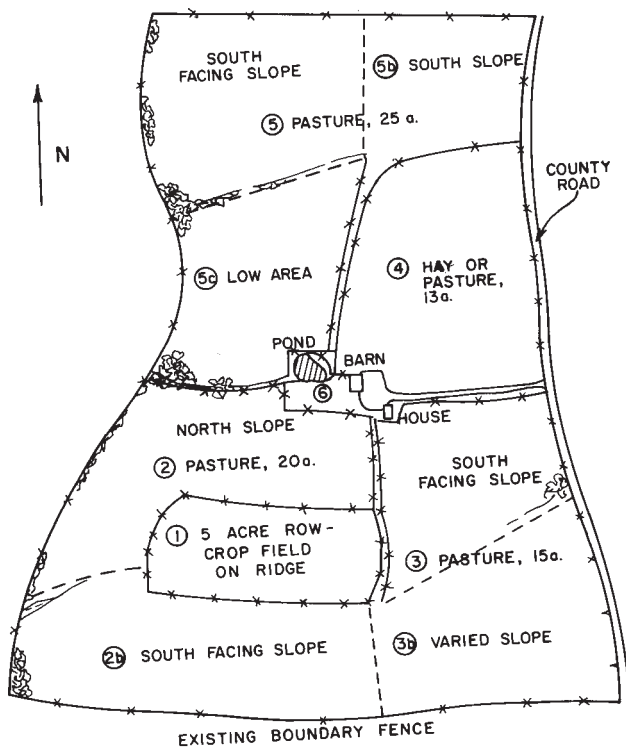 SOUTH
FACING SLOPE
5b SOUTH SLOPE
5 PASTURE, 25 a.
N
COUNTY
ROAD
5c LOW AREA
4 HAY OR
PASTURE,
13a.
POND
BARN
6
HOUSE
NORTH SLOPE
2 PASTURE, 20a.
SOUTH
FACING SLOPE
1 5 ACRE ROW-
CROP FIELD
ON RIDGE
3 PASTURE, 15a.
2b SOUTH FACING SLOPE
3b VARIED SLOPE
EXISTING BOUNDARY FENCE